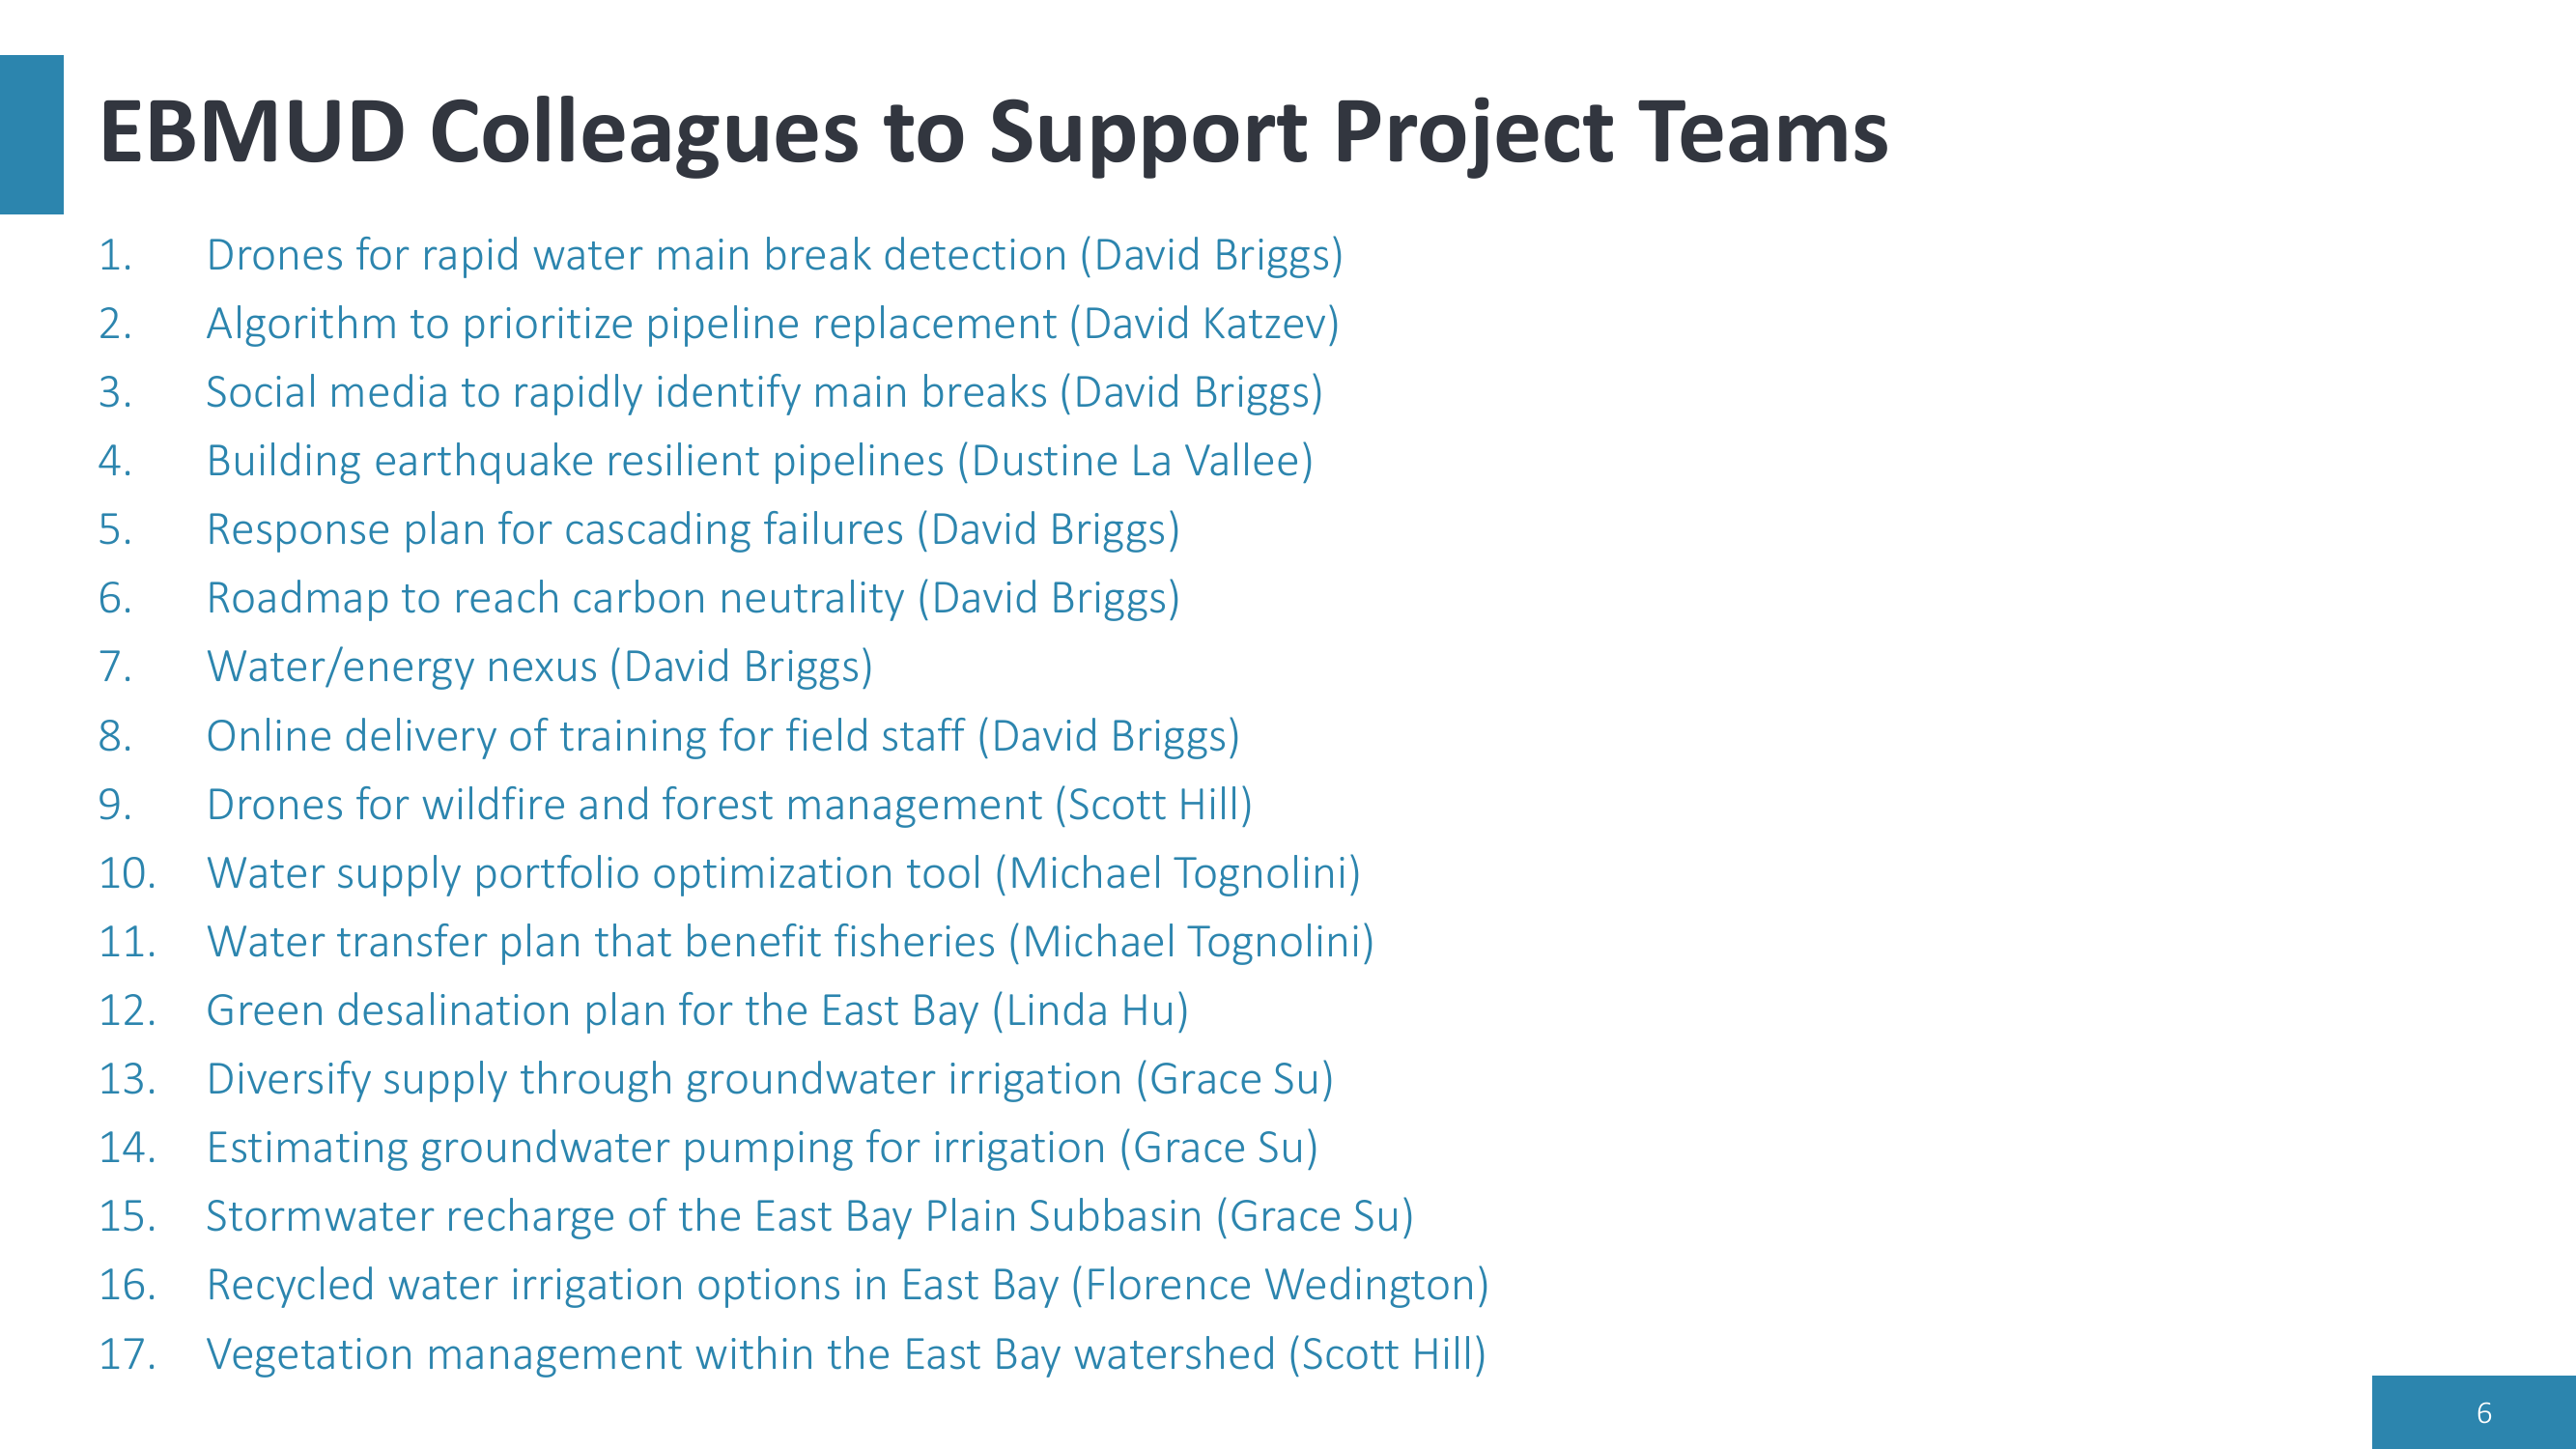 EBMUD Colleagues to Support Project Teams
1. Drones for rapid water main break detection (David Briggs)
2. Algorithm to prioritize pipeline replacement (David Katzev)
3. Social media to rapidly identify main breaks (David Briggs)
4. Building earthquake resilient pipelines (Dustine La Vallee)
5. Response plan for cascading failures (David Briggs)
6. Roadmap to reach carbon neutrality (David Briggs)
7. Water/energy nexus (David Briggs)
8. Online delivery of training for field staff (David Briggs)
9. Drones for wildfire and forest management (Scott Hill)
10. Water supply portfolio optimization tool (Michael Tognolini)
11. Water transfer plan that benefit fisheries (Michael Tognolini)
12. Green desalination plan for the East Bay (Linda Hu)
13. Diversify supply through groundwater irrigation (Grace Su)
14. Estimating groundwater pumping for irrigation (Grace Su)
15. Stormwater recharge of the East Bay Plain Subbasin (Grace Su)
16. Recycled water irrigation options in East Bay (Florence Wedington)
17. Vegetation management within the East Bay watershed (Scott Hill)
6